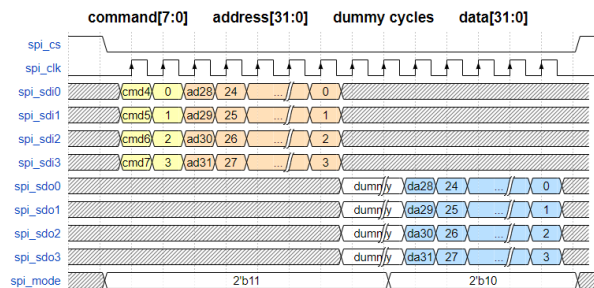 command[7:0] address[31:0] dummy cycles data[31:0]
spi_cs
spi_clk
spi_sdi0 cmd4 0 ad28 24 ... 0
spi_sdi1 cmd5 1 ad29 25 ... 1
spi_sdi2 cmd6 2 ad30 26 ... 2
spi_sdi3 cmd7 3 ad31 27 ... 3
spi_sdo0 dummy da28 24 ... 0
spi_sdo1 dummy da29 25 ... 1
spi_sdo2 dummy da30 26 ... 2
spi_sdo3 dummy da31 27 ... 3
spi_mode 2'b11 2'b10